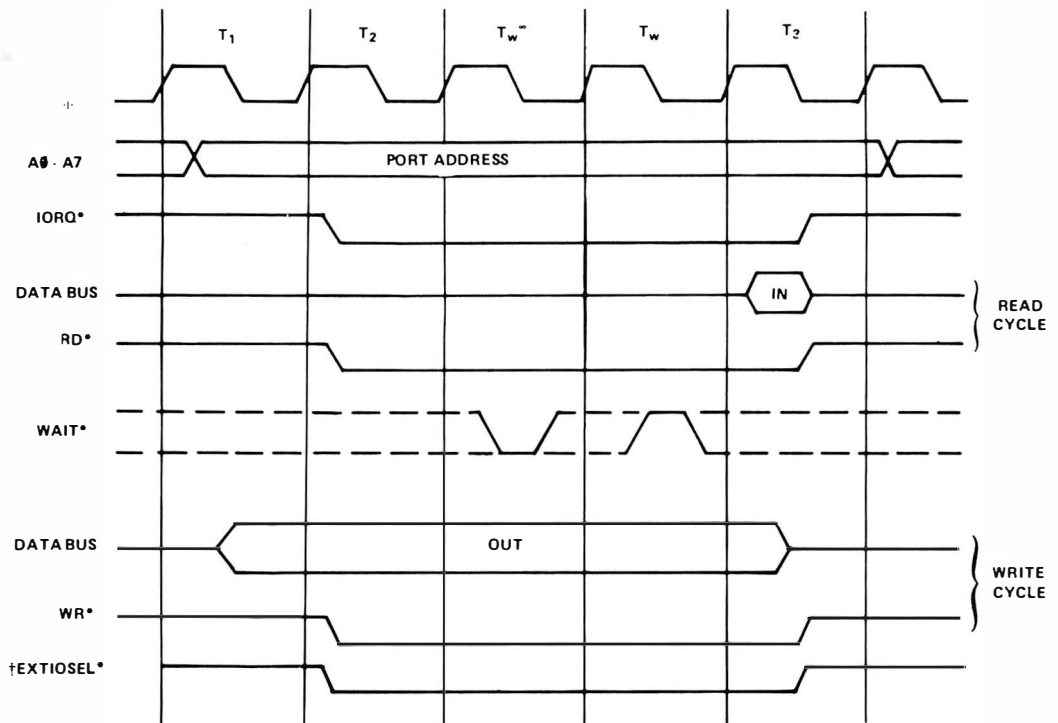 T1 T2 Tw* Tw T3
A0 - A7 PORT ADDRESS
IORQ*
DATA BUS IN
READ CYCLE
RD*
WAIT*
DATA BUS OUT
WRITE CYCLE
WR*
†EXTIOSEL*